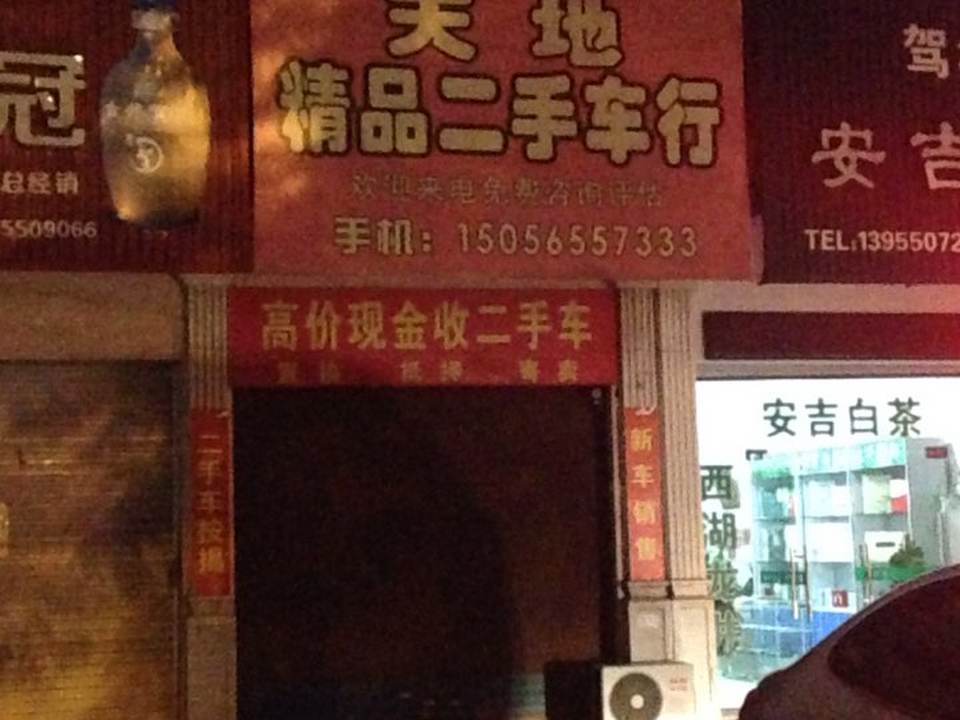 冠
总经销
5509066
天地
精品二手车行
欢迎来电免费咨询评估
手机：15056557333
驾
安吉
TEL:13955072
高价现金收二手车
二手车按揭
新车销售
安吉白茶
西湖龙井